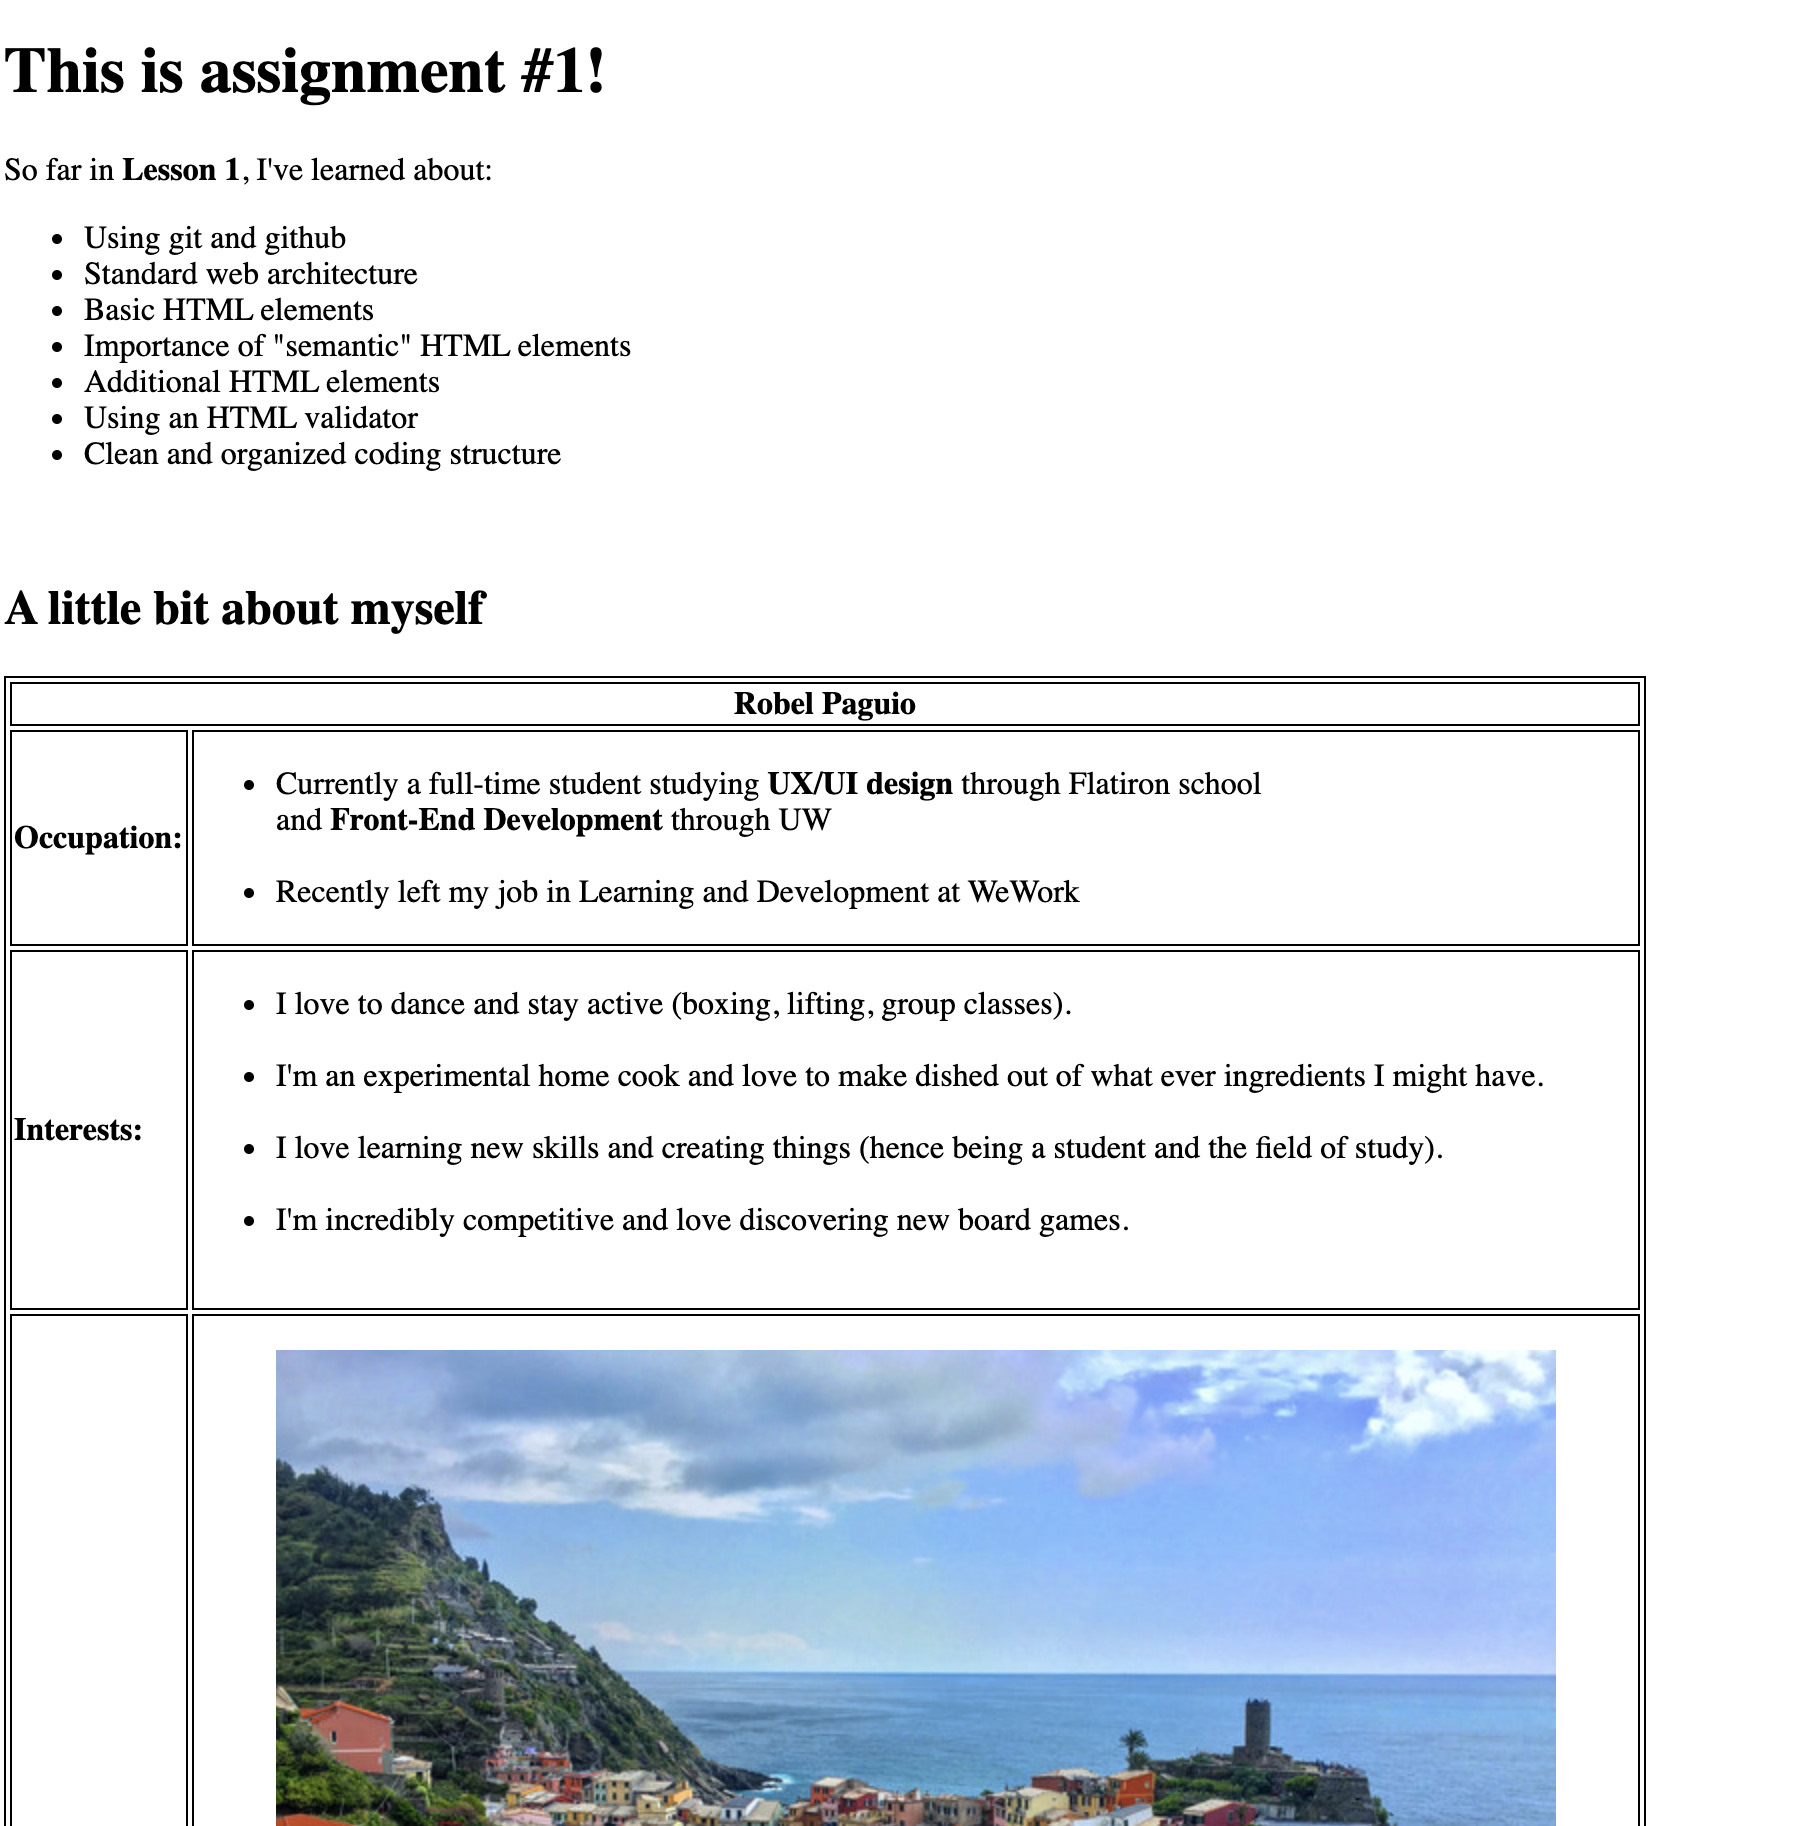 This is assignment #1!
So far in Lesson 1, I've learned about:
Using git and github
Standard web architecture
Basic HTML elements
Importance of "semantic" HTML elements
Additional HTML elements
Using an HTML validator
Clean and organized coding structure
A little bit about myself
Robel Paguio
Occupation:
Currently a full-time student studying UX/UI design through Flatiron school
and Front-End Development through UW
Recently left my job in Learning and Development at WeWork
Interests:
I love to dance and stay active (boxing, lifting, group classes).
I'm an experimental home cook and love to make dished out of what ever ingredients I might have.
I love learning new skills and creating things (hence being a student and the field of study).
I'm incredibly competitive and love discovering new board games.